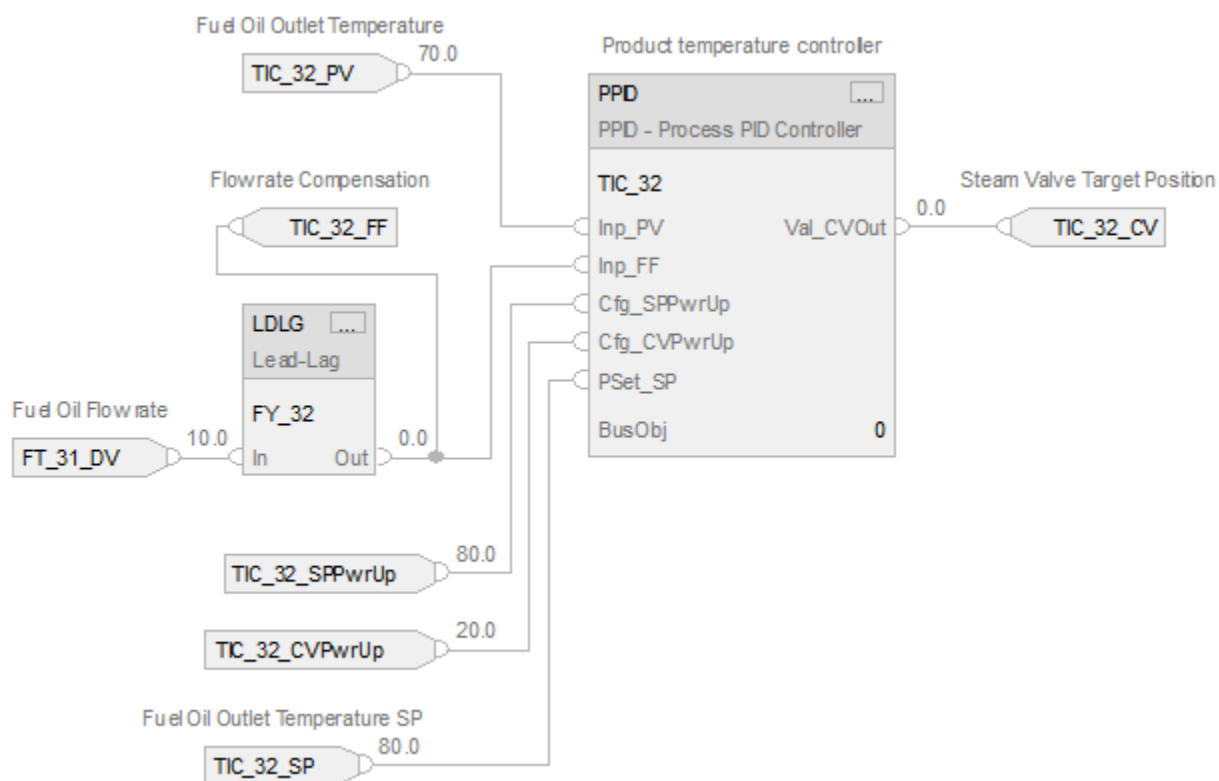 Fuel Oil Outlet Temperature
TIC_32_PV
70.0
Product temperature controller
PPID
...
PPID - Process PID Controller
TIC_32
Inp_PV
Val_CVOut
Inp_FF
Cfg_SPPwrUp
Cfg_CVPwrUp
PSet_SP
BusObj
0
Steam Valve Target Position
0.0
TIC_32_CV
Flowrate Compensation
TIC_32_FF
LDLG
...
Lead-Lag
FY_32
In
Out
Fuel Oil Flowrate
FT_31_DV
10.0
0.0
TIC_32_SPPwrUp
80.0
TIC_32_CVPwrUp
20.0
Fuel Oil Outlet Temperature SP
TIC_32_SP
80.0